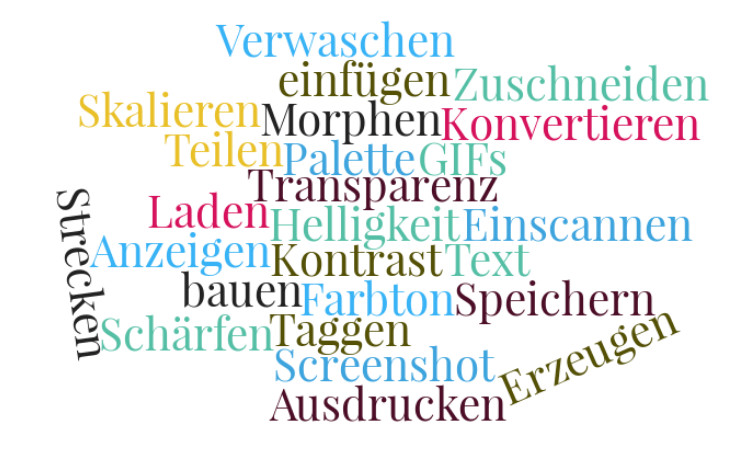 Verwaschen
einfügen Zuschneiden
Skalieren Morphen Konvertieren
Teilen Palette GIFs
Transparenz
Strecken
Laden Helligkeit Einscannen
Anzeigen Kontrast Text
bauen Farbton Speichern
Schärfen Taggen
Erzeugen
Screenshot
Ausdrucken